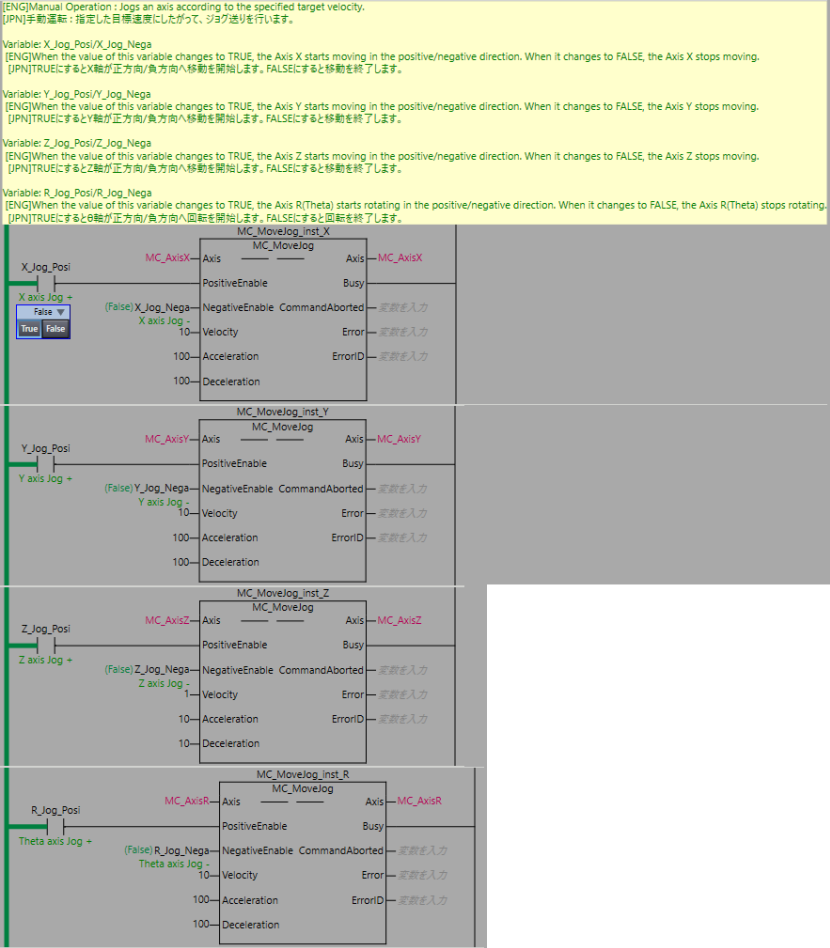 [ENG]Manual Operation : Jogs an axis according to the specified target velocity.
[JPN]手動運転 : 指定した目標速度にしたがって、ジョグ送りを行います。
Variable: X_Jog_Posi/X_Jog_Nega
[ENG]When the value of this variable changes to TRUE, the Axis X starts moving in the positive/negative direction. When it changes to FALSE, the Axis X stops moving.
[JPN]TRUEにするとX軸が正方向/負方向へ移動を開始します。FALSEにすると移動を終了します。
Variable: Y_Jog_Posi/Y_Jog_Nega
[ENG]When the value of this variable changes to TRUE, the Axis Y starts moving in the positive/negative direction. When it changes to FALSE, the Axis Y stops moving.
[JPN]TRUEにするとY軸が正方向/負方向へ移動を開始します。FALSEにすると移動を終了します。
Variable: Z_Jog_Posi/Z_Jog_Nega
[ENG]When the value of this variable changes to TRUE, the Axis Z starts moving in the positive/negative direction. When it changes to FALSE, the Axis Z stops moving.
[JPN]TRUEにするとZ軸が正方向/負方向へ移動を開始します。FALSEにすると移動を終了します。
Variable: R_Jog_Posi/R_Jog_Nega
[ENG]When the value of this variable changes to TRUE, the Axis R(Theta) starts rotating in the positive/negative direction. When it changes to FALSE, the Axis R(Theta) stops rotating.
[JPN]TRUEにするとθ軸が正方向/負方向へ回転を開始します。FALSEにすると回転を終了します。
MC_MoveJog_inst_X
MC_MoveJog
MC_AxisX Axis Axis MC_AxisX
X_Jog_Posi
PositiveEnable Busy
X axis Jog +
(False) X_Jog_Nega NegativeEnable CommandAborted 変数を入力
False
X axis Jog -
True False
10 Velocity Error 変数を入力
100 Acceleration ErrorID 変数を入力
100 Deceleration
MC_MoveJog_inst_Y
MC_MoveJog
MC_AxisY Axis Axis MC_AxisY
Y_Jog_Posi
PositiveEnable Busy
Y axis Jog +
(False) Y_Jog_Nega NegativeEnable CommandAborted 変数を入力
Y axis Jog -
10 Velocity Error 変数を入力
100 Acceleration ErrorID 変数を入力
100 Deceleration
MC_MoveJog_inst_Z
MC_MoveJog
MC_AxisZ Axis Axis MC_AxisZ
Z_Jog_Posi
PositiveEnable Busy
Z axis Jog +
(False) Z_Jog_Nega NegativeEnable CommandAborted 変数を入力
Z axis Jog -
1 Velocity Error 変数を入力
10 Acceleration ErrorID 変数を入力
10 Deceleration
MC_MoveJog_inst_R
MC_MoveJog
MC_AxisR Axis Axis MC_AxisR
R_Jog_Posi
PositiveEnable Busy
Theta axis Jog +
(False) R_Jog_Nega NegativeEnable CommandAborted 変数を入力
Theta axis Jog -
10 Velocity Error 変数を入力
100 Acceleration ErrorID 変数を入力
100 Deceleration